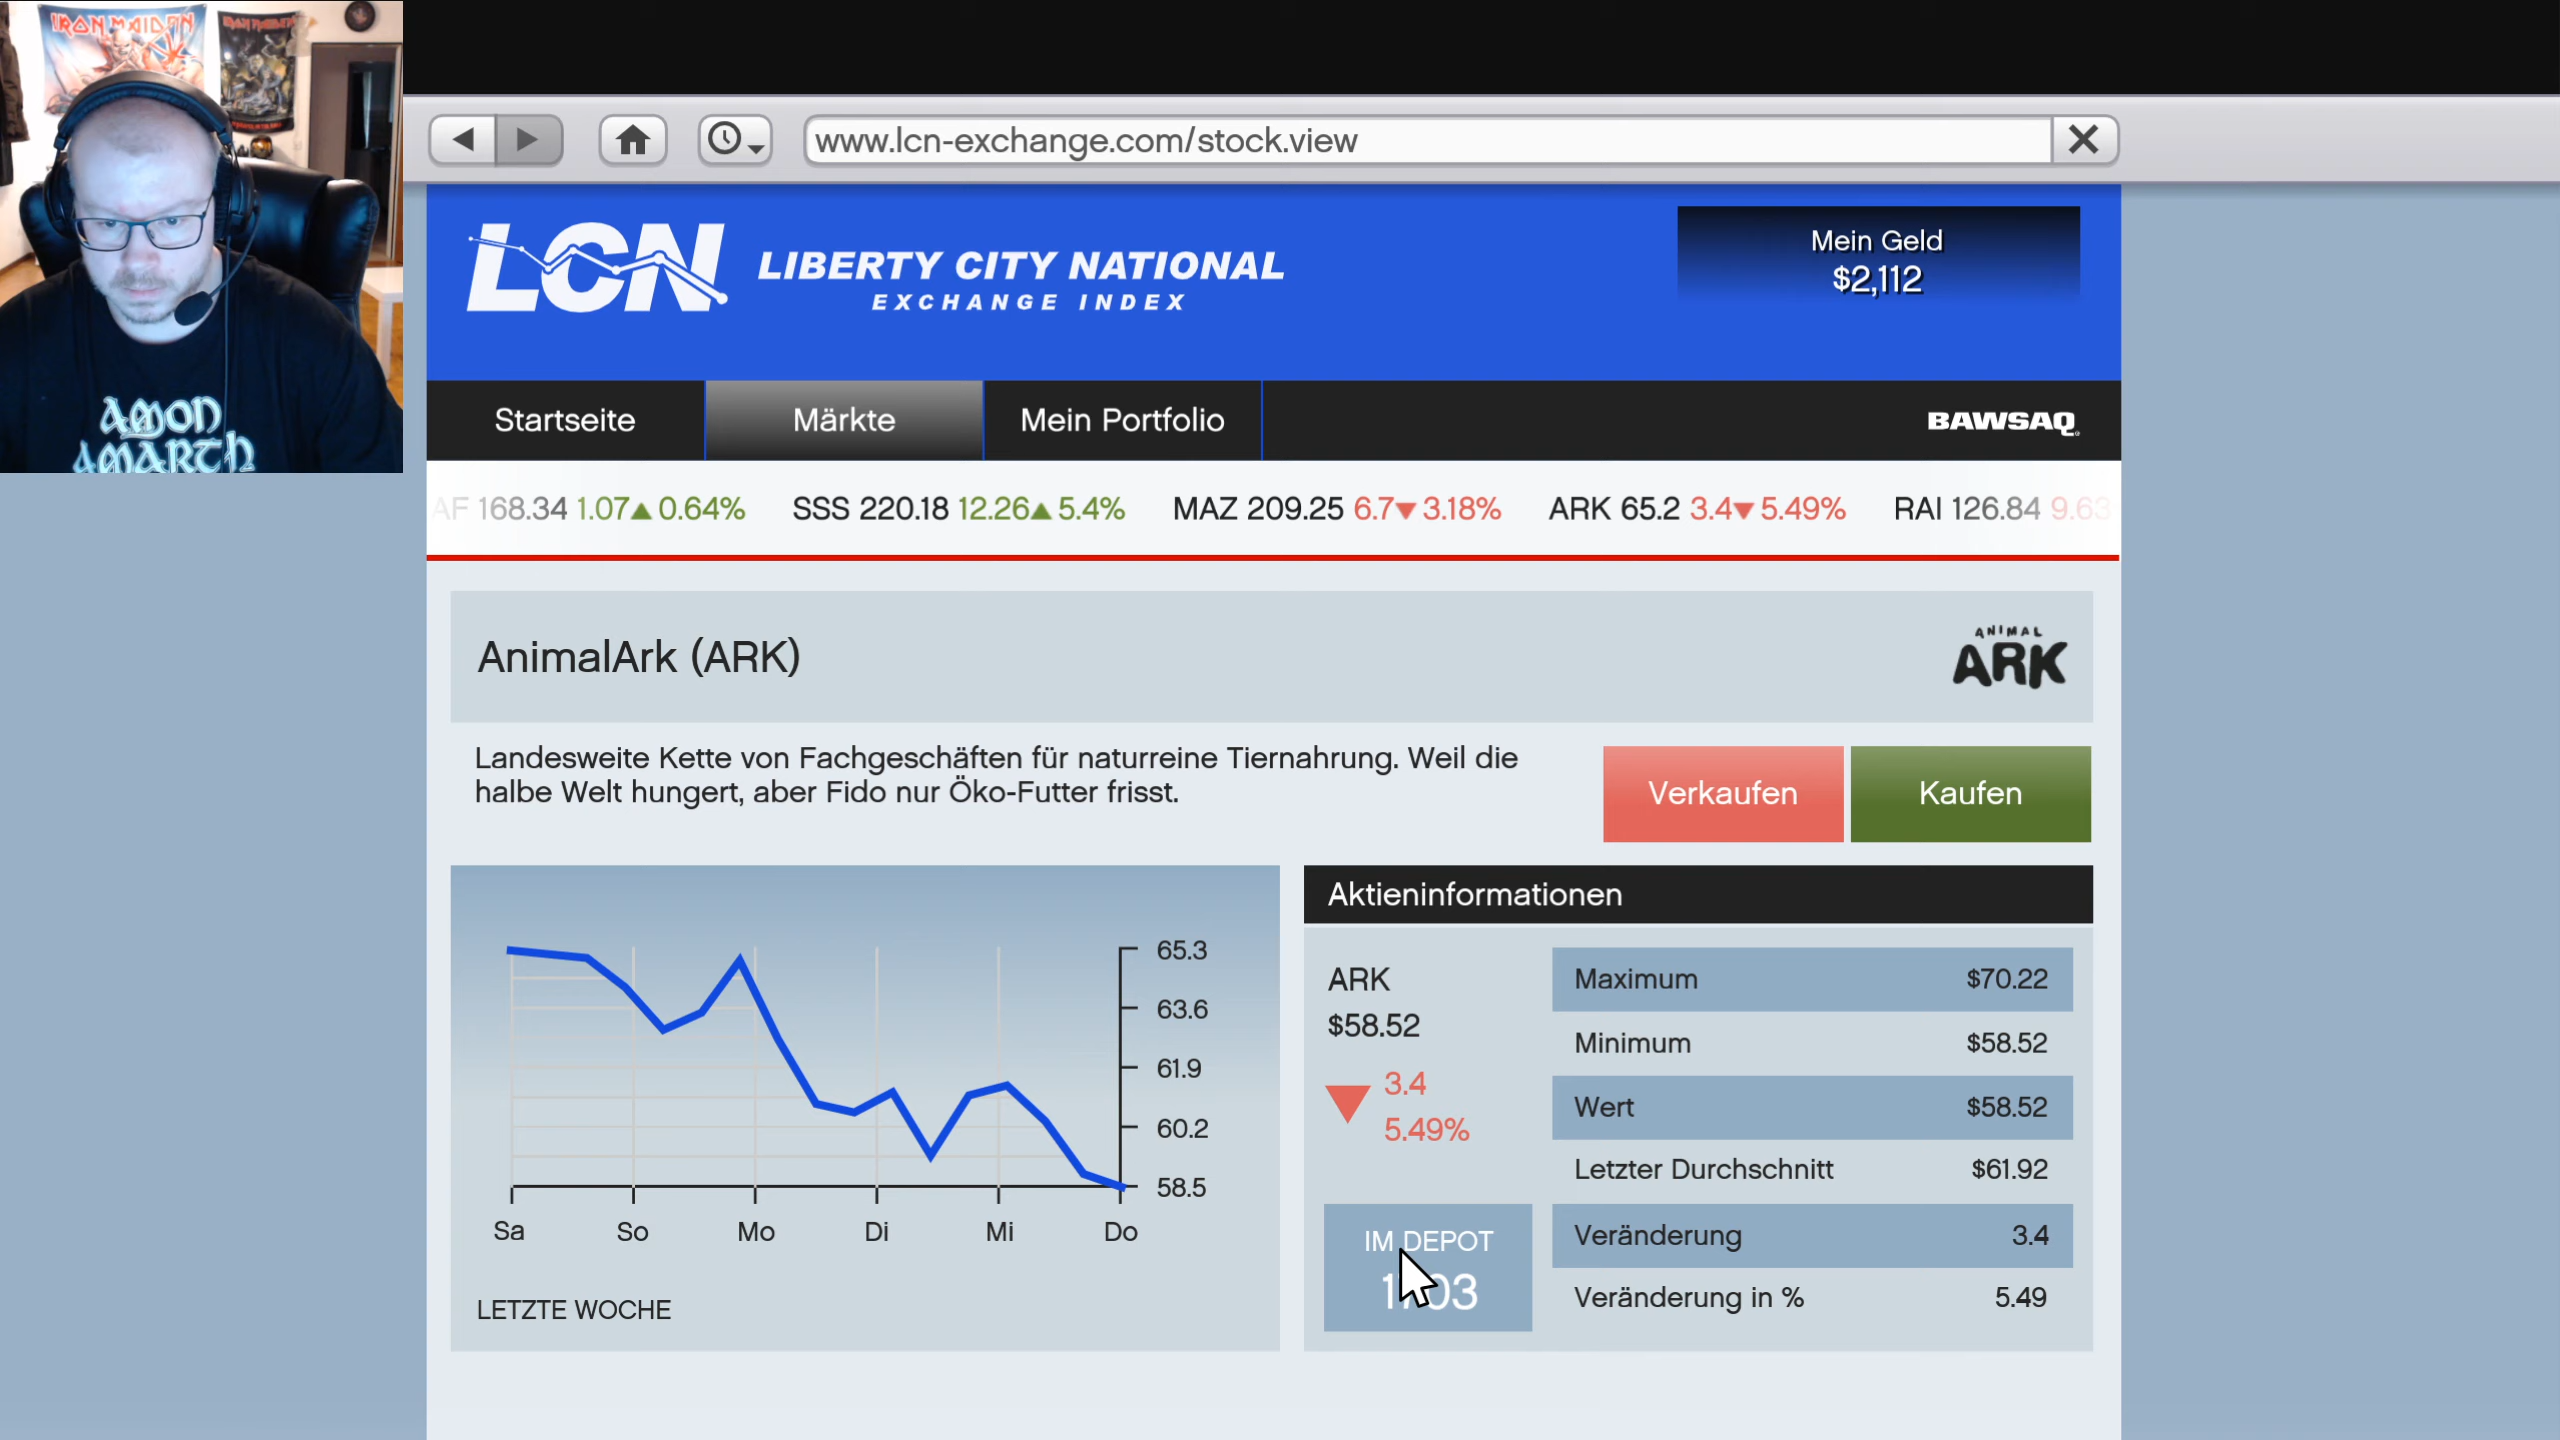 IRON MAIDEN
AMON
AMARTH
www.lcn-exchange.com/stock.view
LCN
LIBERTY CITY NATIONAL
EXCHANGE INDEX
Mein Geld
$2,112
Startseite
Märkte
Mein Portfolio
BAWSAQ
AF 168.34 1.07▲0.64% SSS 220.18 12.26▲5.4% MAZ 209.25 6.7▼3.18% ARK 65.2 3.4▼5.49% RAI 126.84 9.63
AnimalArk (ARK)
ANIMAL
ARK
Landesweite Kette von Fachgeschäften für naturreine Tiernahrung. Weil die
halbe Welt hungert, aber Fido nur Öko-Futter frisst.
Verkaufen
Kaufen
65.3
63.6
61.9
60.2
58.5
Sa So Mo Di Mi Do
LETZTE WOCHE
Aktieninformationen
ARK
$58.52
3.4
5.49%
IM DEPOT
Maximum $70.22
Minimum $58.52
Wert $58.52
Letzter Durchschnitt $61.92
Veränderung 3.4
Veränderung in % 5.49